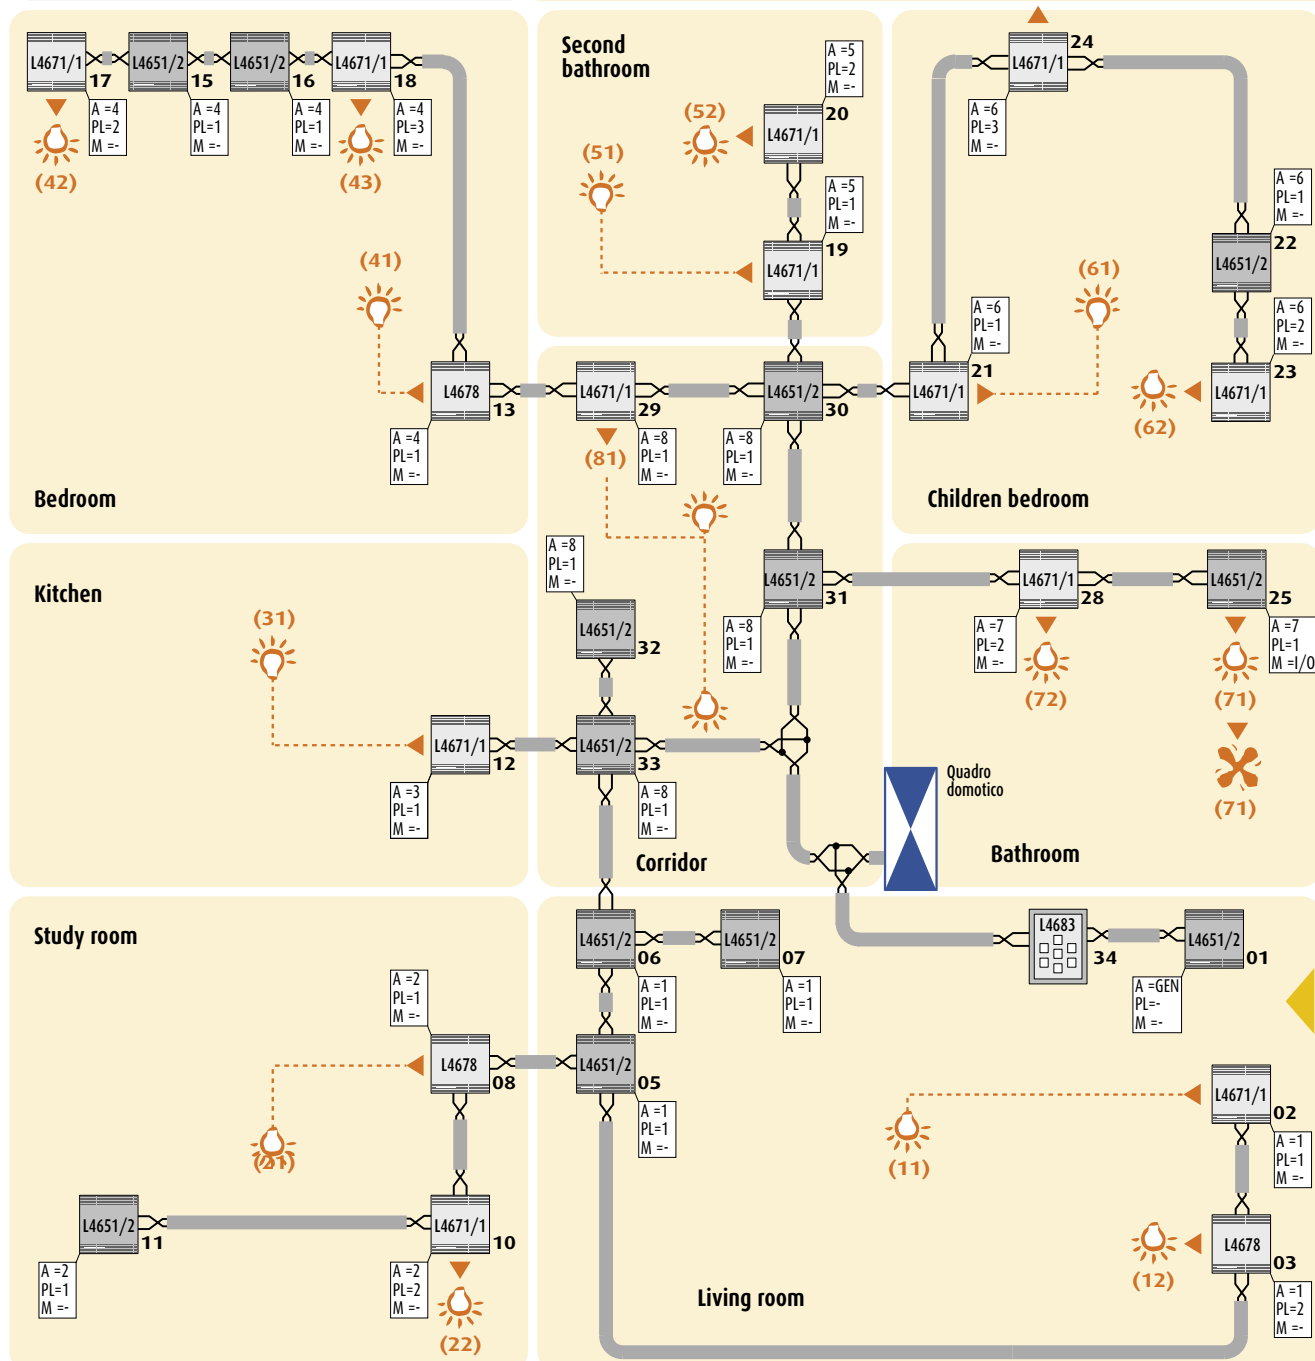 L4671/1
17
A =4
PL=2
M =-
(42)
L4651/2
15
A =4
PL=1
M =-
L4651/2
16
A =4
PL=1
M =-
L4671/1
18
A =4
PL=3
M =-
(43)
(41)
L4678
13
A =4
PL=1
M =-
Bedroom
Second
bathroom
A =5
PL=2
M =-
20
L4671/1
(52)
(51)
A =5
PL=1
M =-
19
L4671/1
24
L4671/1
A =6
PL=3
M =-
A =6
PL=1
M =-
22
L4651/2
A =6
PL=2
M =-
23
L4671/1
(62)
(61)
A =6
PL=1
M =-
21
L4671/1
Children bedroom
L4671/1
29
A =8
PL=1
M =-
(81)
L4651/2
30
A =8
PL=1
M =-
L4651/2
31
A =8
PL=1
M =-
A =8
PL=1
M =-
L4651/2
32
L4651/2
33
A =8
PL=1
M =-
Corridor
Kitchen
(31)
L4671/1
12
A =3
PL=1
M =-
L4671/1
28
A =7
PL=2
M =-
(72)
L4651/2
25
A =7
PL=1
M =I/O
(71)
(71)
Bathroom
Quadro
domotico
Study room
A =2
PL=1
M =-
L4678
08
(21)
L4651/2
11
A =2
PL=1
M =-
L4671/1
10
A =2
PL=2
M =-
(22)
L4651/2
06
A =1
PL=1
M =-
L4651/2
07
A =1
PL=1
M =-
L4651/2
05
A =1
PL=1
M =-
L4683
34
L4651/2
01
A =GEN
PL=-
M =-
L4671/1
02
A =1
PL=1
M =-
(11)
L4678
03
A =1
PL=2
M =-
(12)
Living room